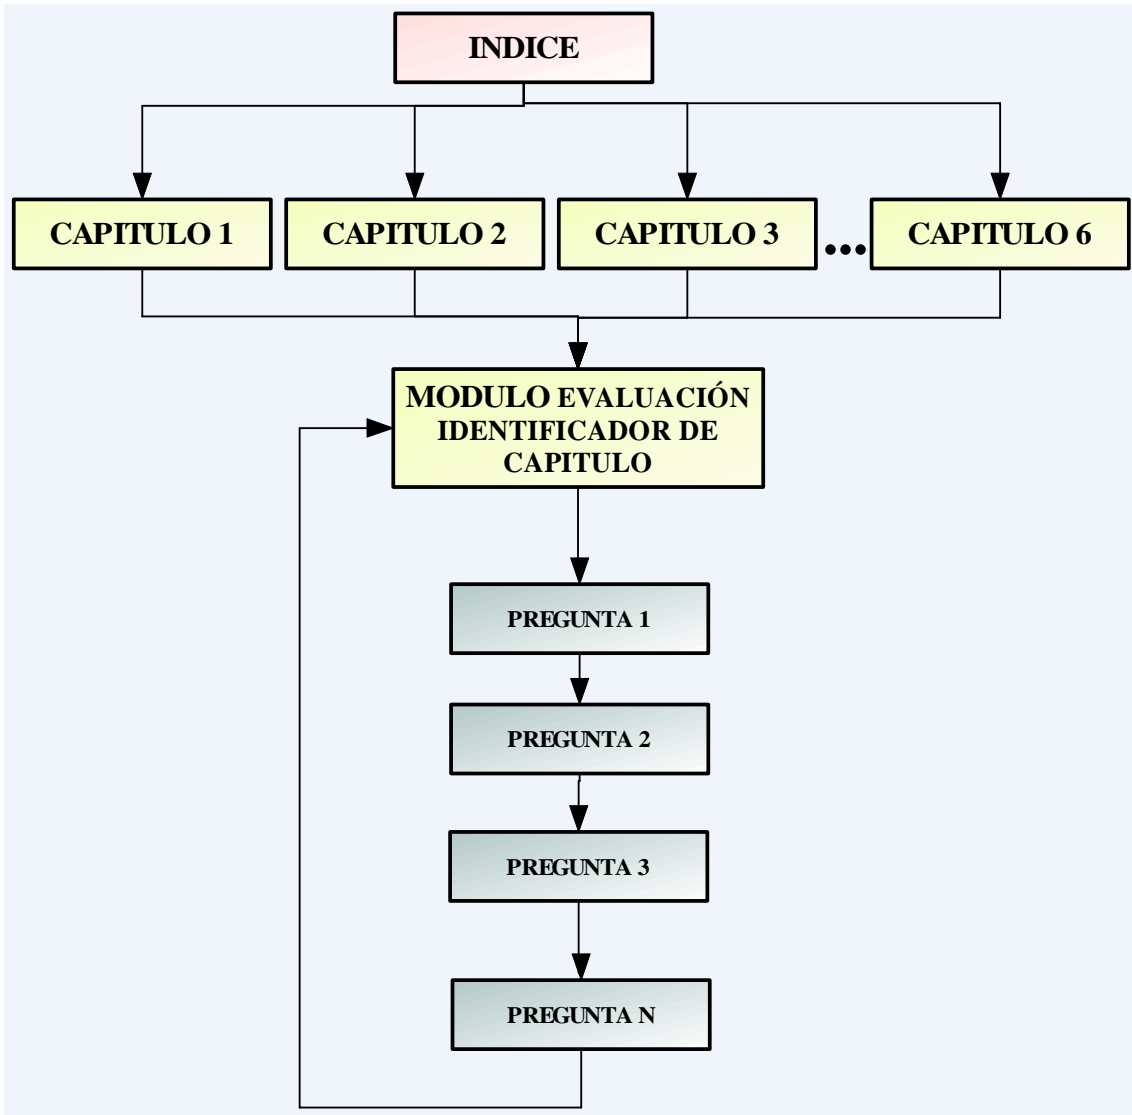 INDICE
CAPITULO 1
CAPITULO 2
CAPITULO 3
...
CAPITULO 6
MODULO EVALUACIÓN
IDENTIFICADOR DE
CAPITULO
PREGUNTA 1
PREGUNTA 2
PREGUNTA 3
PREGUNTA N